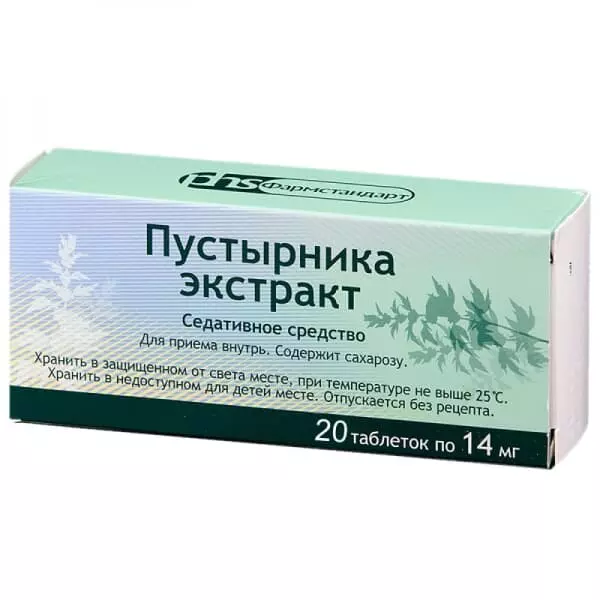 Фармстандарт
Пустырника
экстракт
Седативное средство
Для приема внутрь. Содержит сахарозу.
Хранить в защищенном от света месте, при температуре не выше 25°C.
Хранить в недоступном для детей месте. Отпускается без рецепта.
20 таблеток по 14 мг